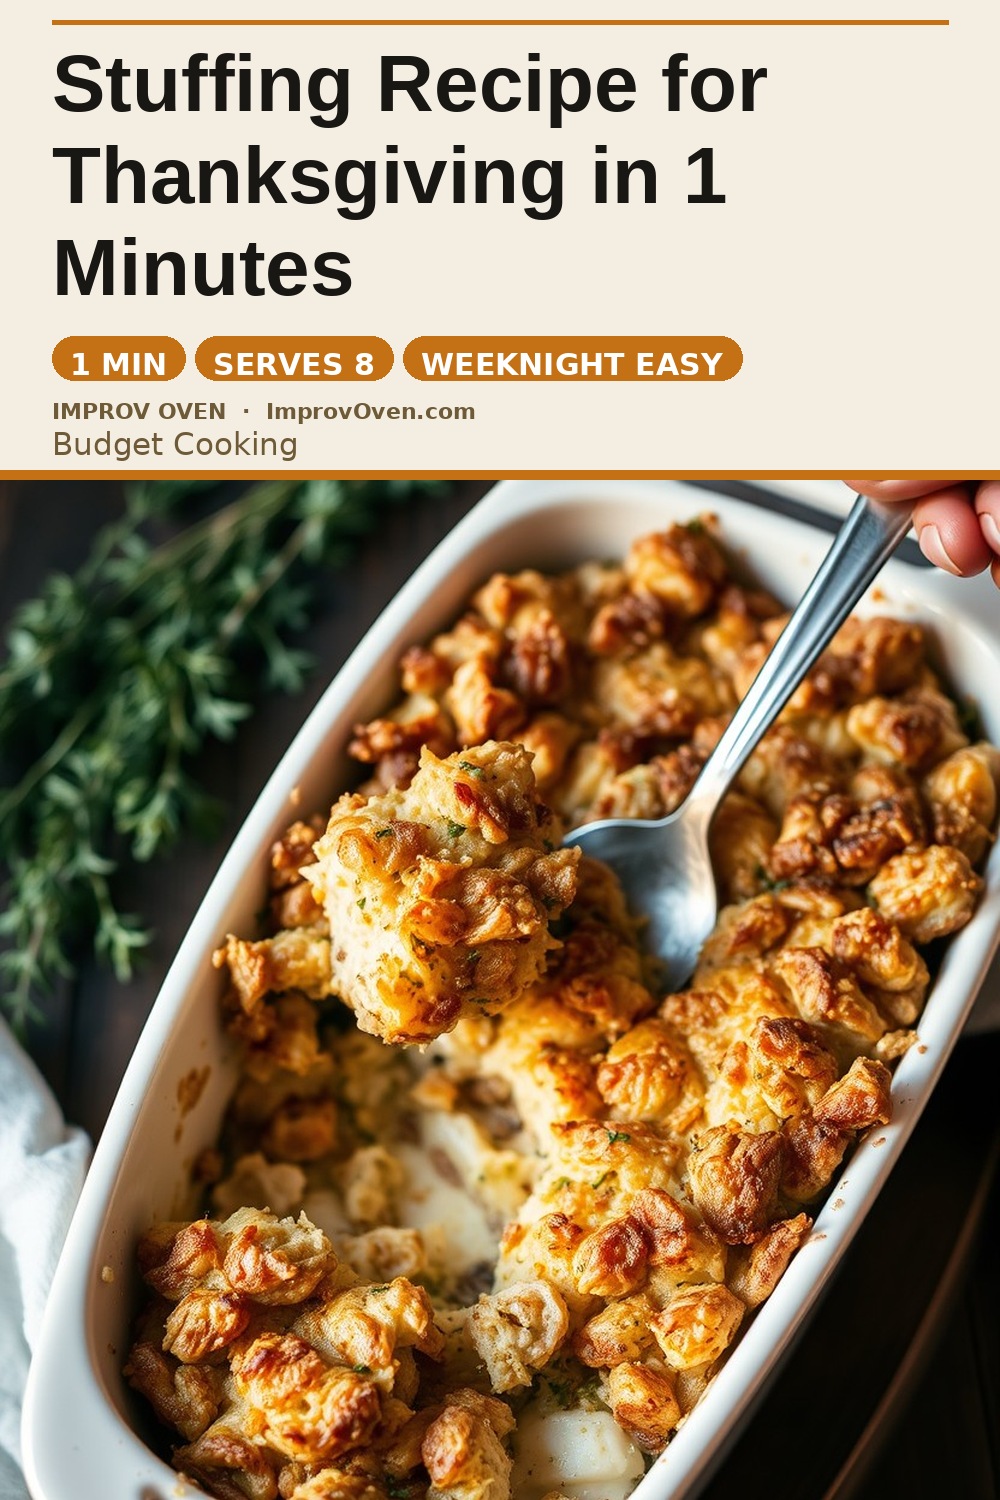 Stuffing Recipe for
Thanksgiving in 1
Minutes
1 MIN SERVES 8 WEEKNIGHT EASY
IMPROV OVEN · ImprovOven.com
Budget Cooking